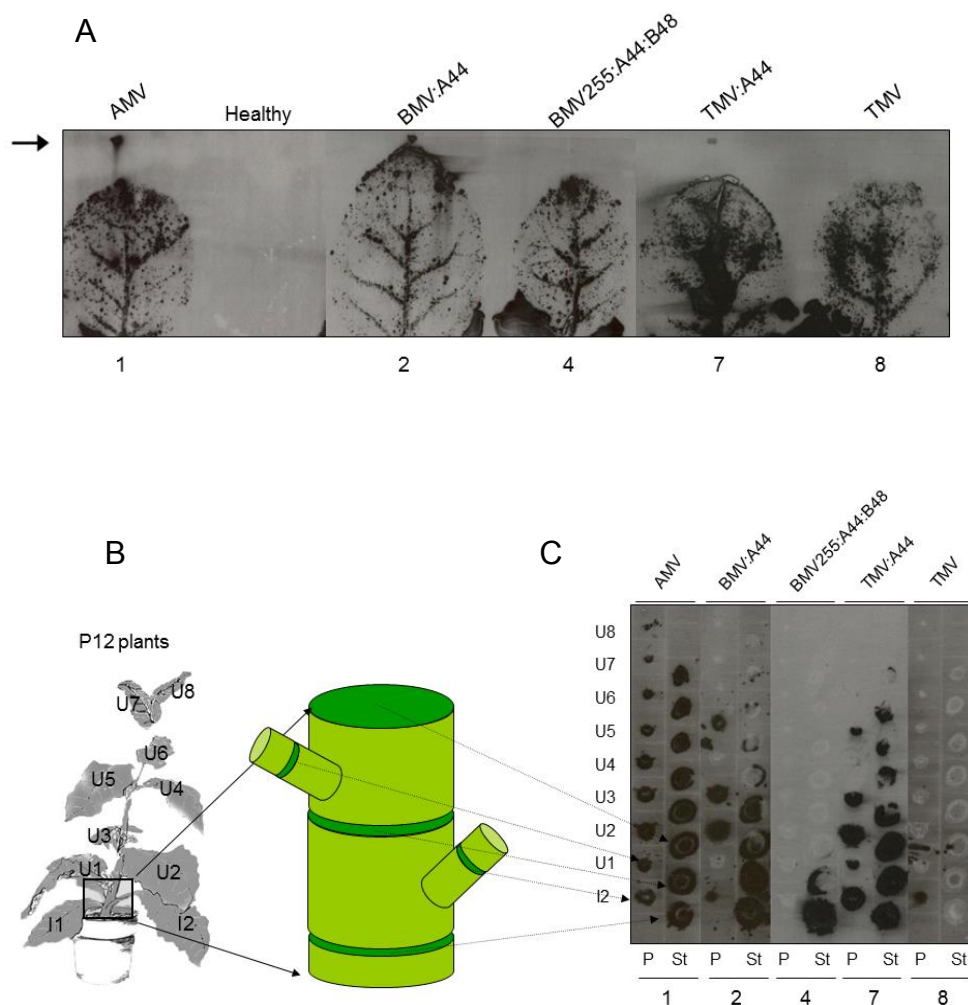 A
AMV
Healthy
BMV:A44
BMV255:A44:B48
TMV:A44
TMV
1
2
4
7
8
B
P12 plants
U7
U8
U6
U5
U4
U3
U1
U2
I1
I2
C
AMV
BMV:A44
BMV255:A44:B48
TMV:A44
TMV
U8
U7
U6
U5
U4
U3
U2
U1
I2
P St P St P St P St P St
1 2 4 7 8